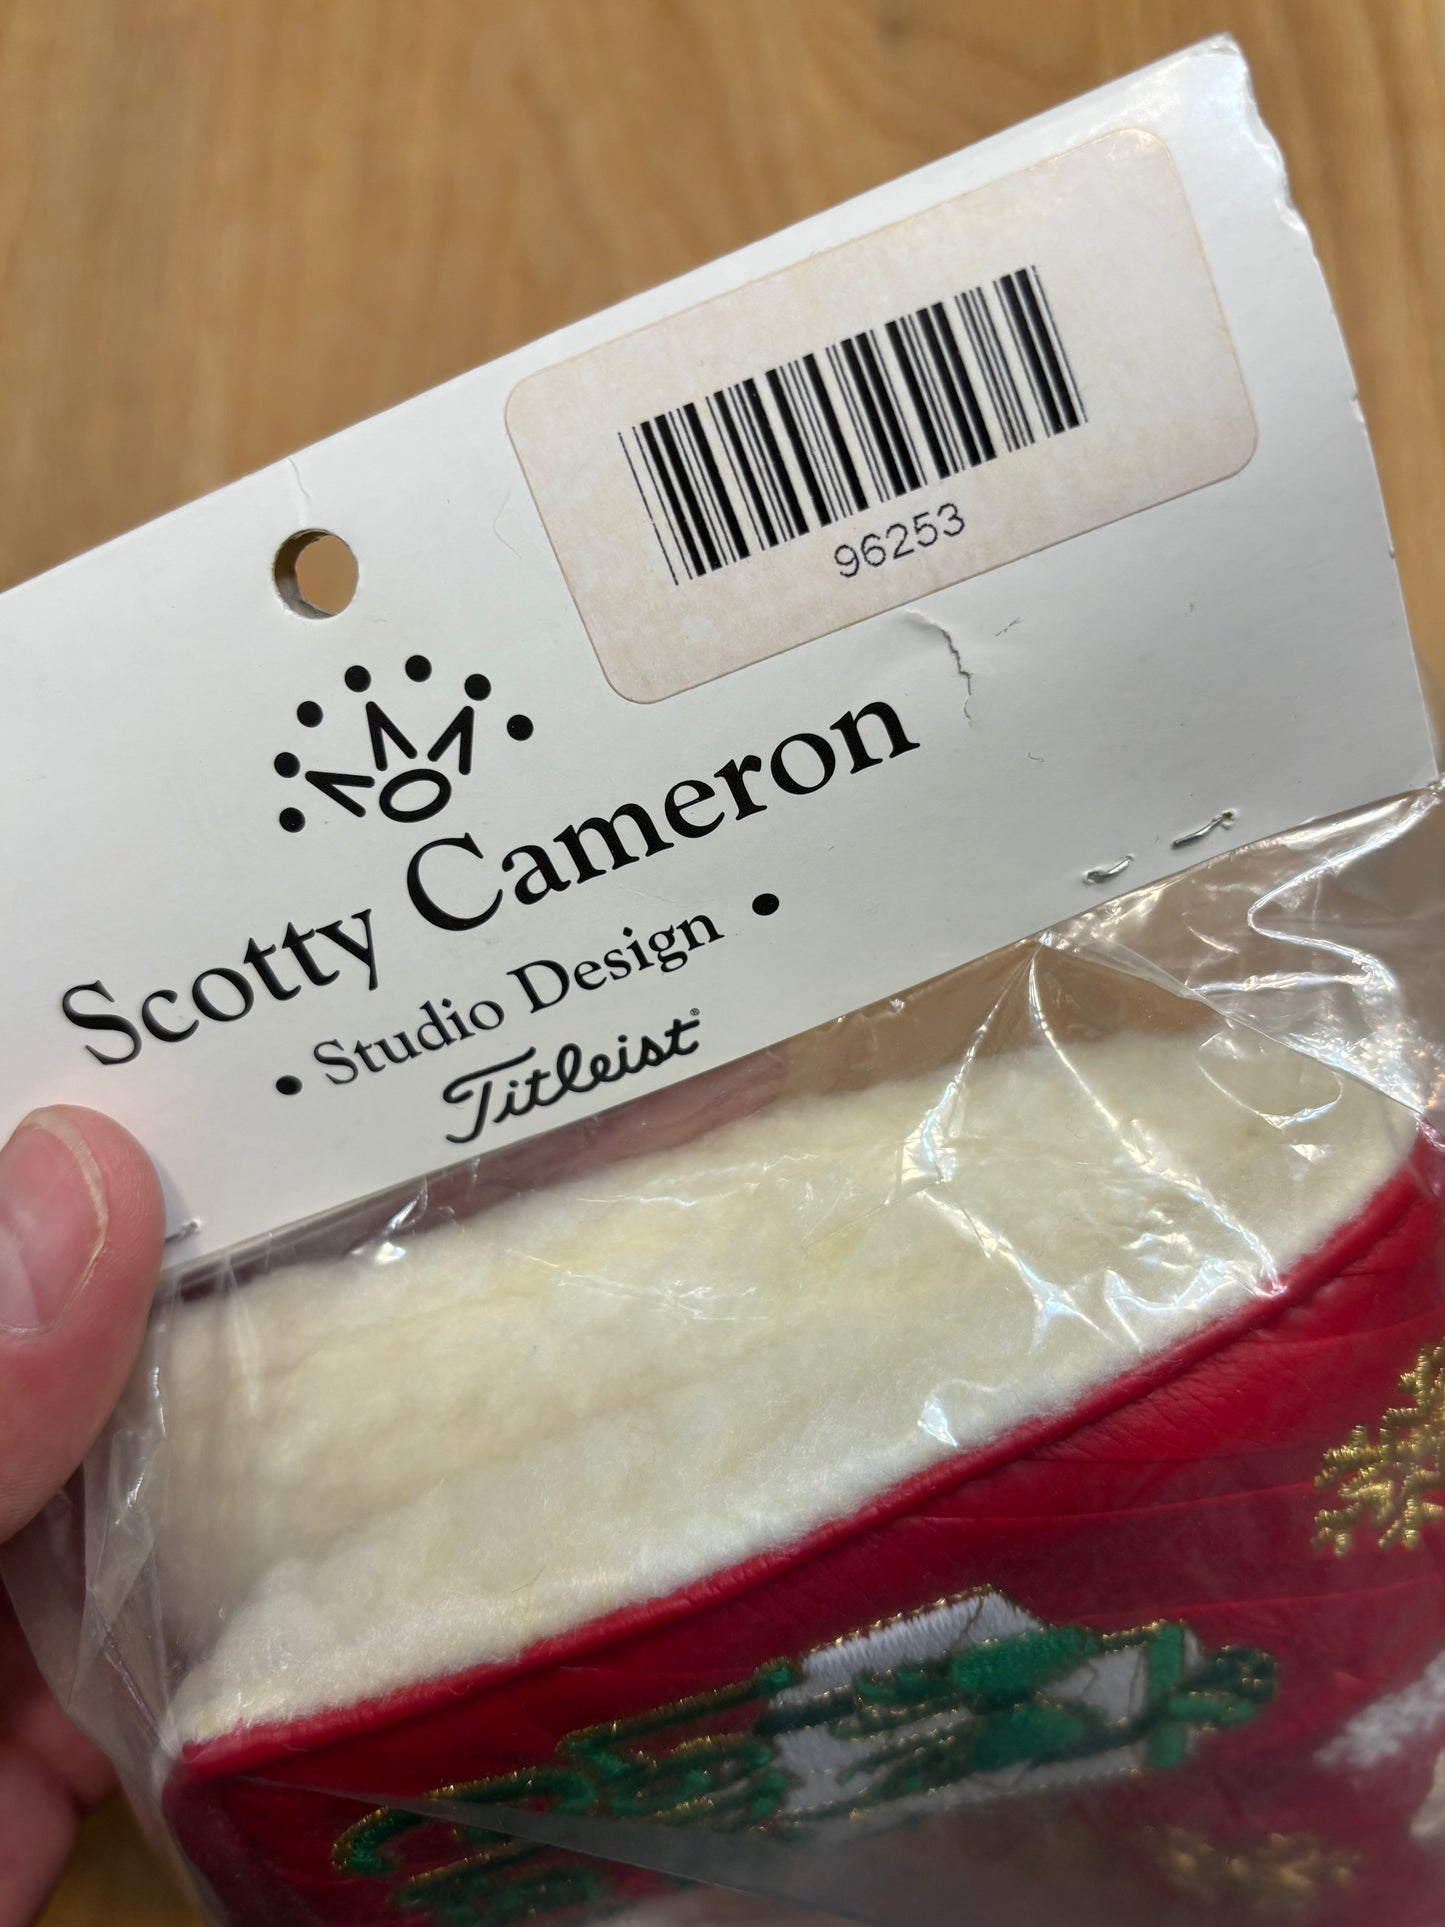 96253
Scotty Cameron
• Studio Design •
Titleist®